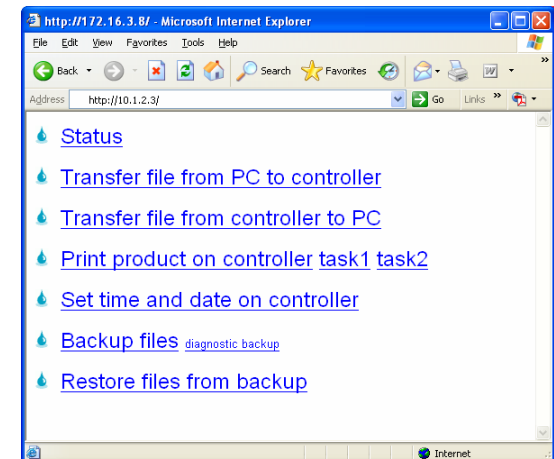 http://172.16.3.8/ - Microsoft Internet Explorer
File Edit View Favorites Tools Help
Back Search Favorites W »
Address http://10.1.2.3/ Go Links »
Status
Transfer file from PC to controller
Transfer file from controller to PC
Print product on controller task1 task2
Set time and date on controller
Backup files diagnostic backup
Restore files from backup
Internet